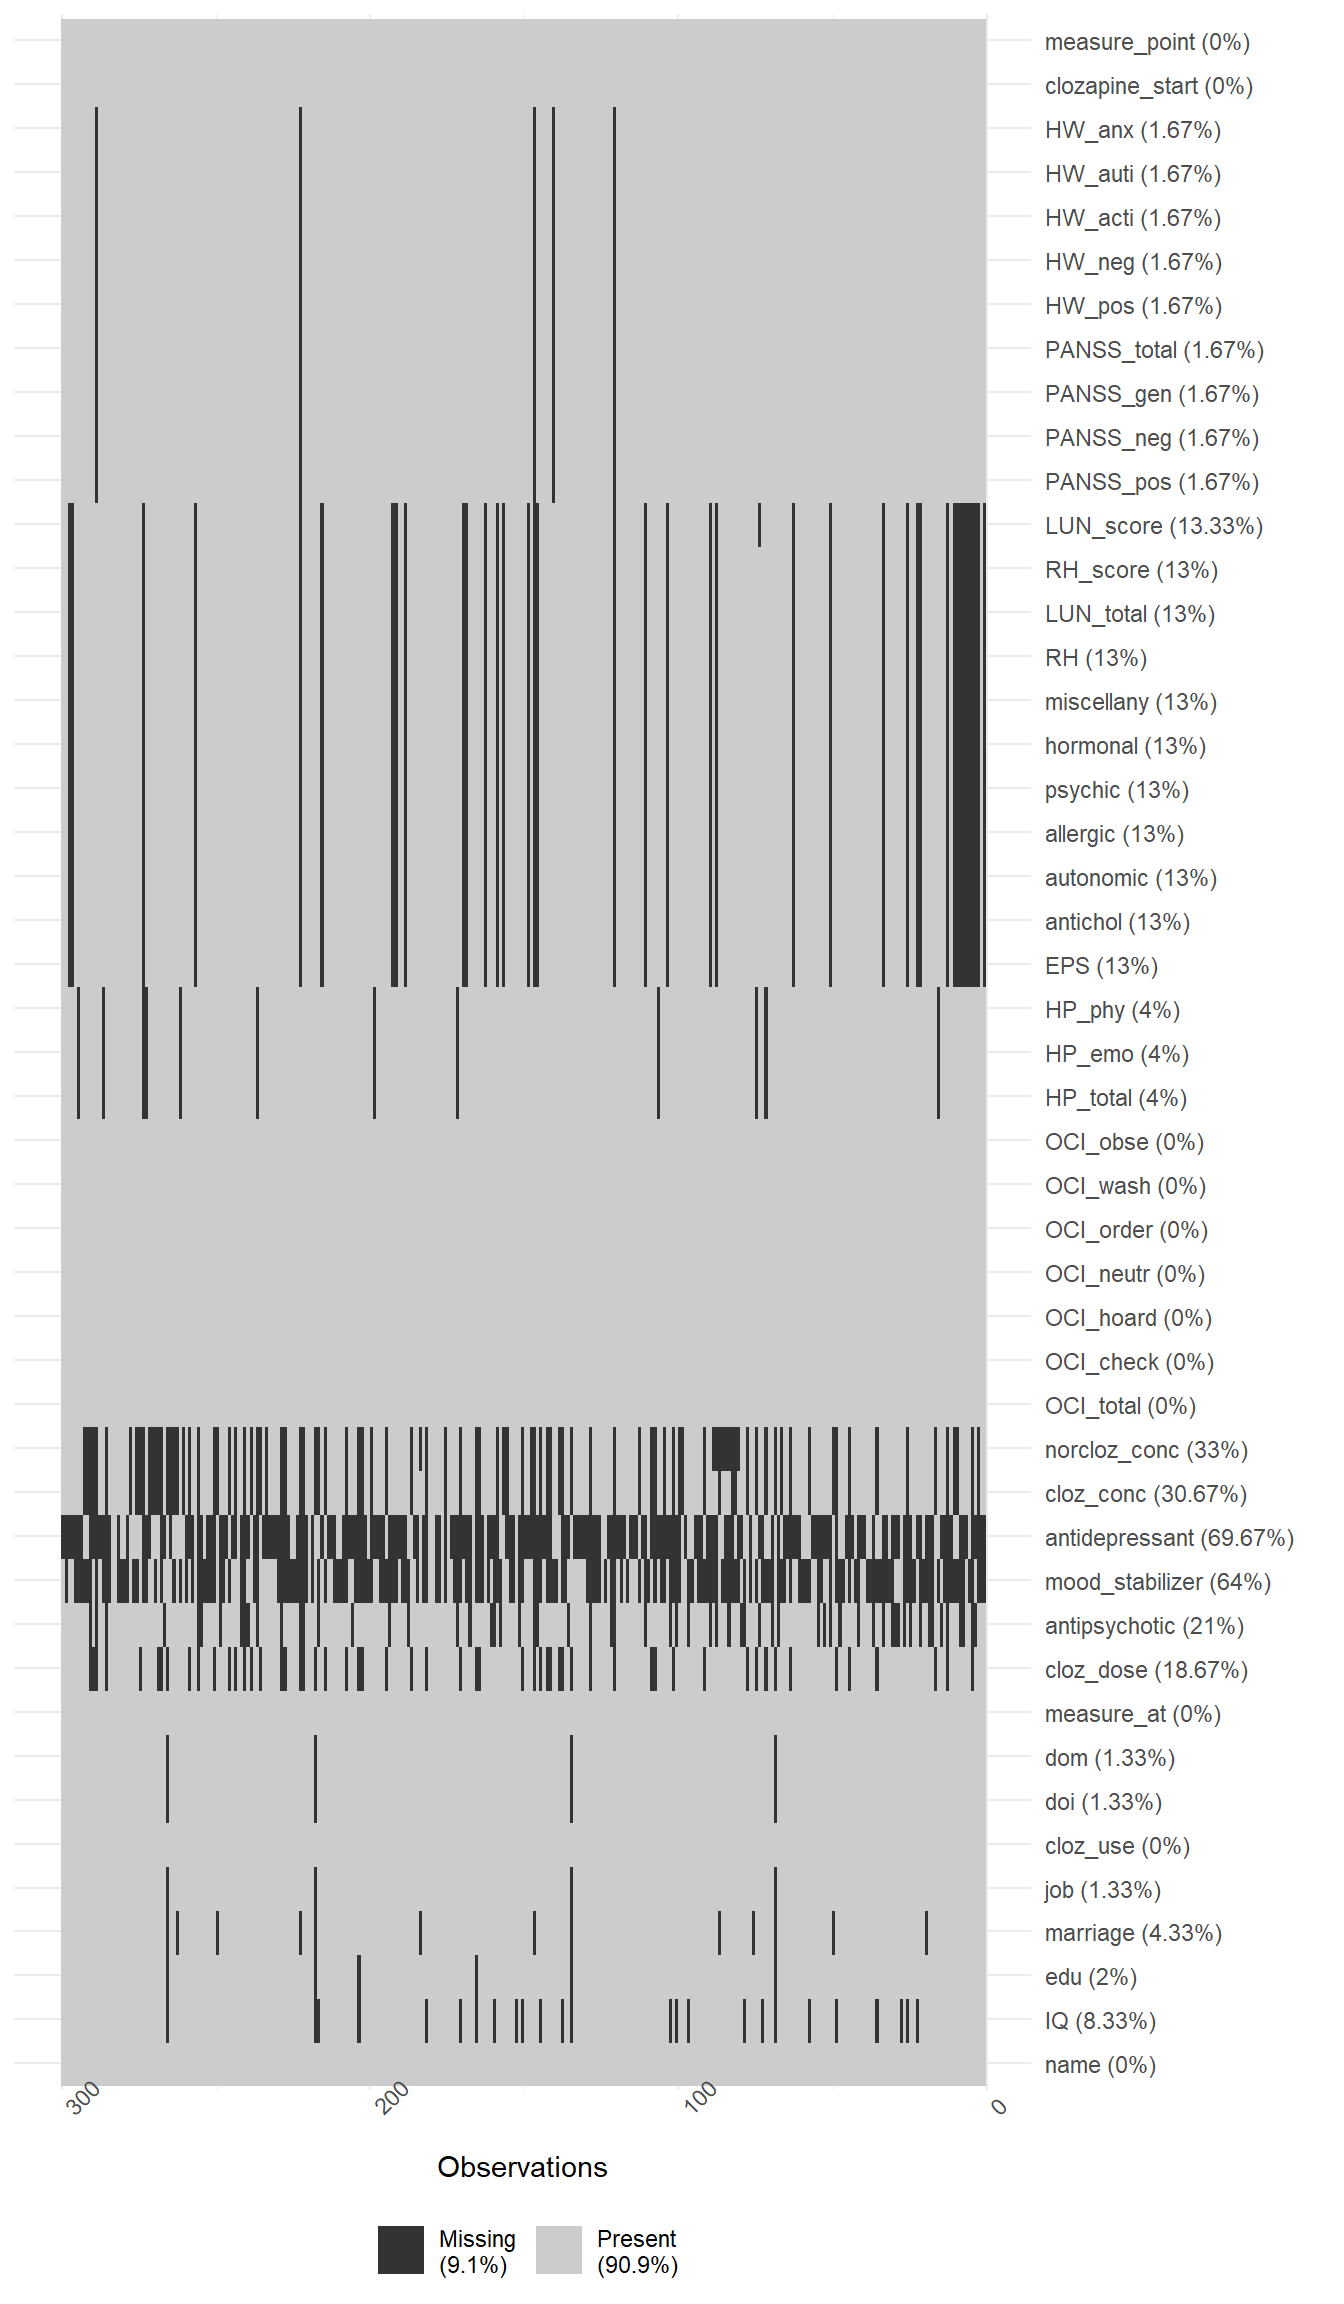 measure_point (0%)
clozapine_start (0%)
HW_anx (1.67%)
HW_auti (1.67%)
HW_acti (1.67%)
HW_neg (1.67%)
HW_pos (1.67%)
PANSS_total (1.67%)
PANSS_gen (1.67%)
PANSS_neg (1.67%)
PANSS_pos (1.67%)
LUN_score (13.33%)
RH_score (13%)
LUN_total (13%)
RH (13%)
miscellany (13%)
hormonal (13%)
psychic (13%)
allergic (13%)
autonomic (13%)
antichol (13%)
EPS (13%)
HP_phy (4%)
HP_emo (4%)
HP_total (4%)
OCI_obse (0%)
OCI_wash (0%)
OCI_order (0%)
OCI_neutr (0%)
OCI_hoard (0%)
OCI_check (0%)
OCI_total (0%)
norcloz_conc (33%)
cloz_conc (30.67%)
antidepressant (69.67%)
mood_stabilizer (64%)
antipsychotic (21%)
cloz_dose (18.67%)
measure_at (0%)
dom (1.33%)
doi (1.33%)
cloz_use (0%)
job (1.33%)
marriage (4.33%)
edu (2%)
IQ (8.33%)
name (0%)
300
200
100
0
Observations
Missing
(9.1%)
Present
(90.9%)